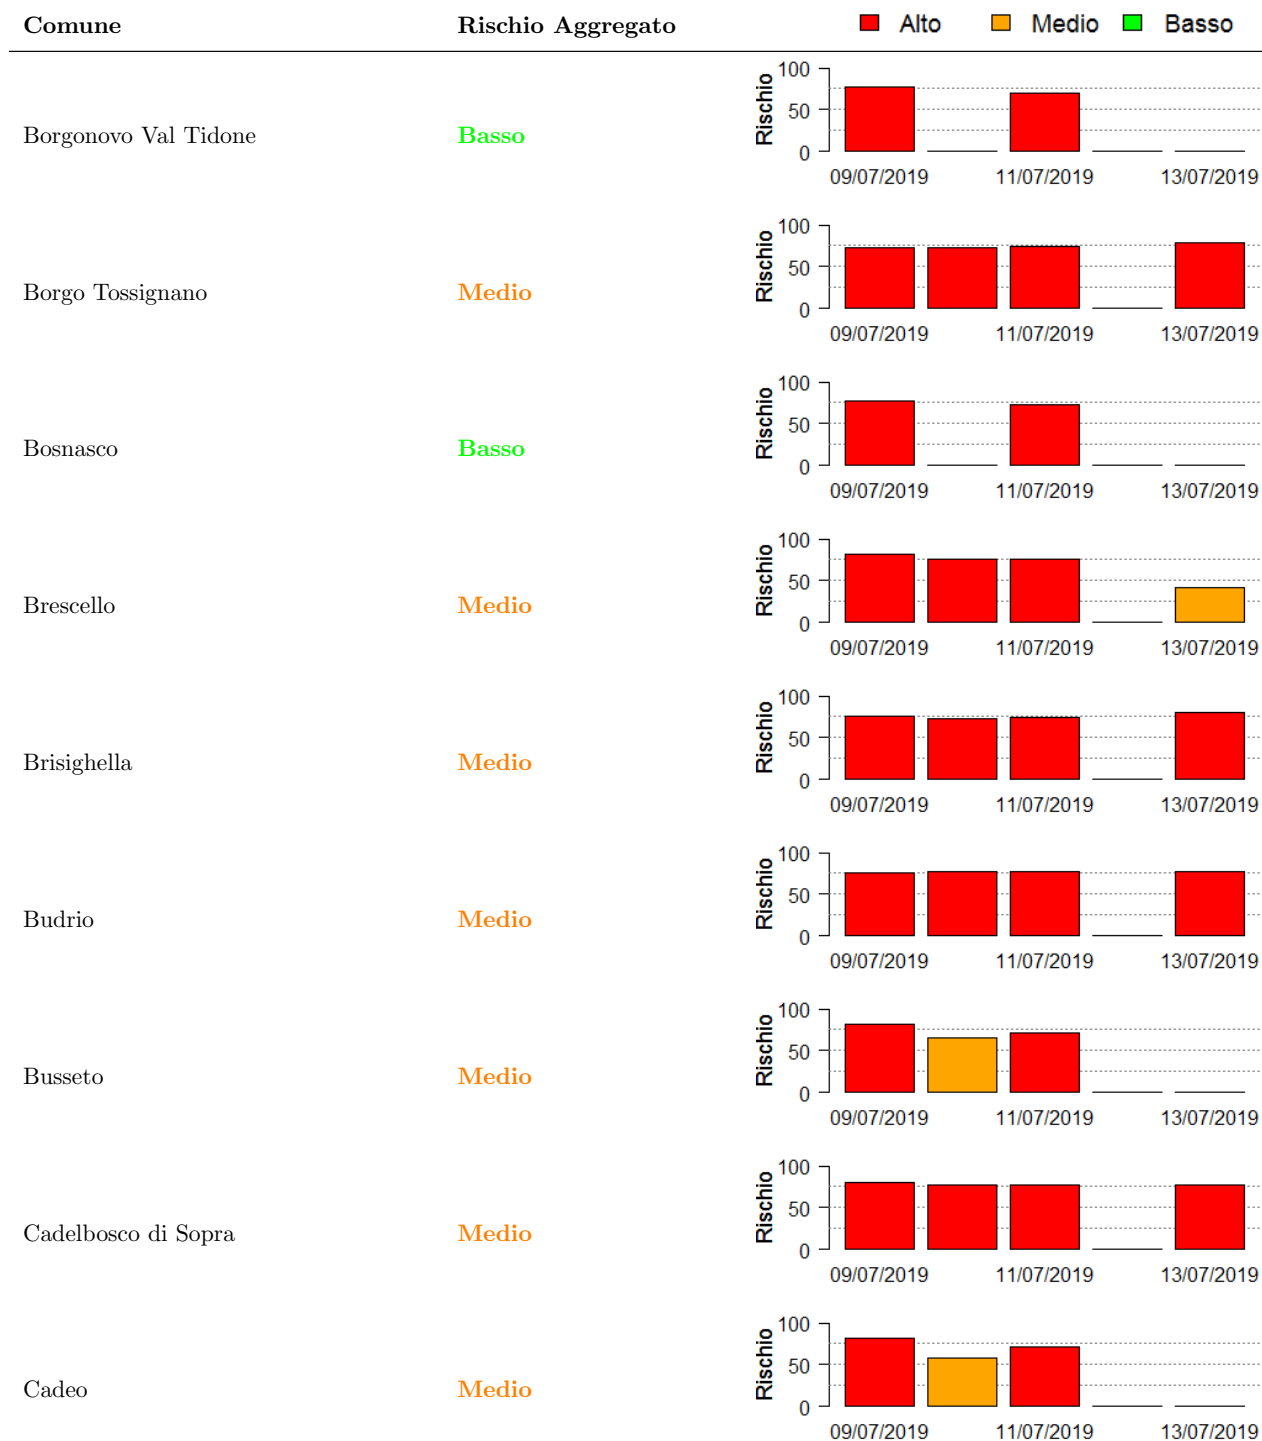 Comune Rischio Aggregato Alto Medio Basso
Borgonovo Val Tidone Basso
Rischio
100
50
0
09/07/2019 11/07/2019 13/07/2019
Borgo Tossignano Medio
Rischio
100
50
0
09/07/2019 11/07/2019 13/07/2019
Bosnasco Basso
Rischio
100
50
0
09/07/2019 11/07/2019 13/07/2019
Brescello Medio
Rischio
100
50
0
09/07/2019 11/07/2019 13/07/2019
Brisighella Medio
Rischio
100
50
0
09/07/2019 11/07/2019 13/07/2019
Budrio Medio
Rischio
100
50
0
09/07/2019 11/07/2019 13/07/2019
Busseto Medio
Rischio
100
50
0
09/07/2019 11/07/2019 13/07/2019
Cadelbosco di Sopra Medio
Rischio
100
50
0
09/07/2019 11/07/2019 13/07/2019
Cadeo Medio
Rischio
100
50
0
09/07/2019 11/07/2019 13/07/2019